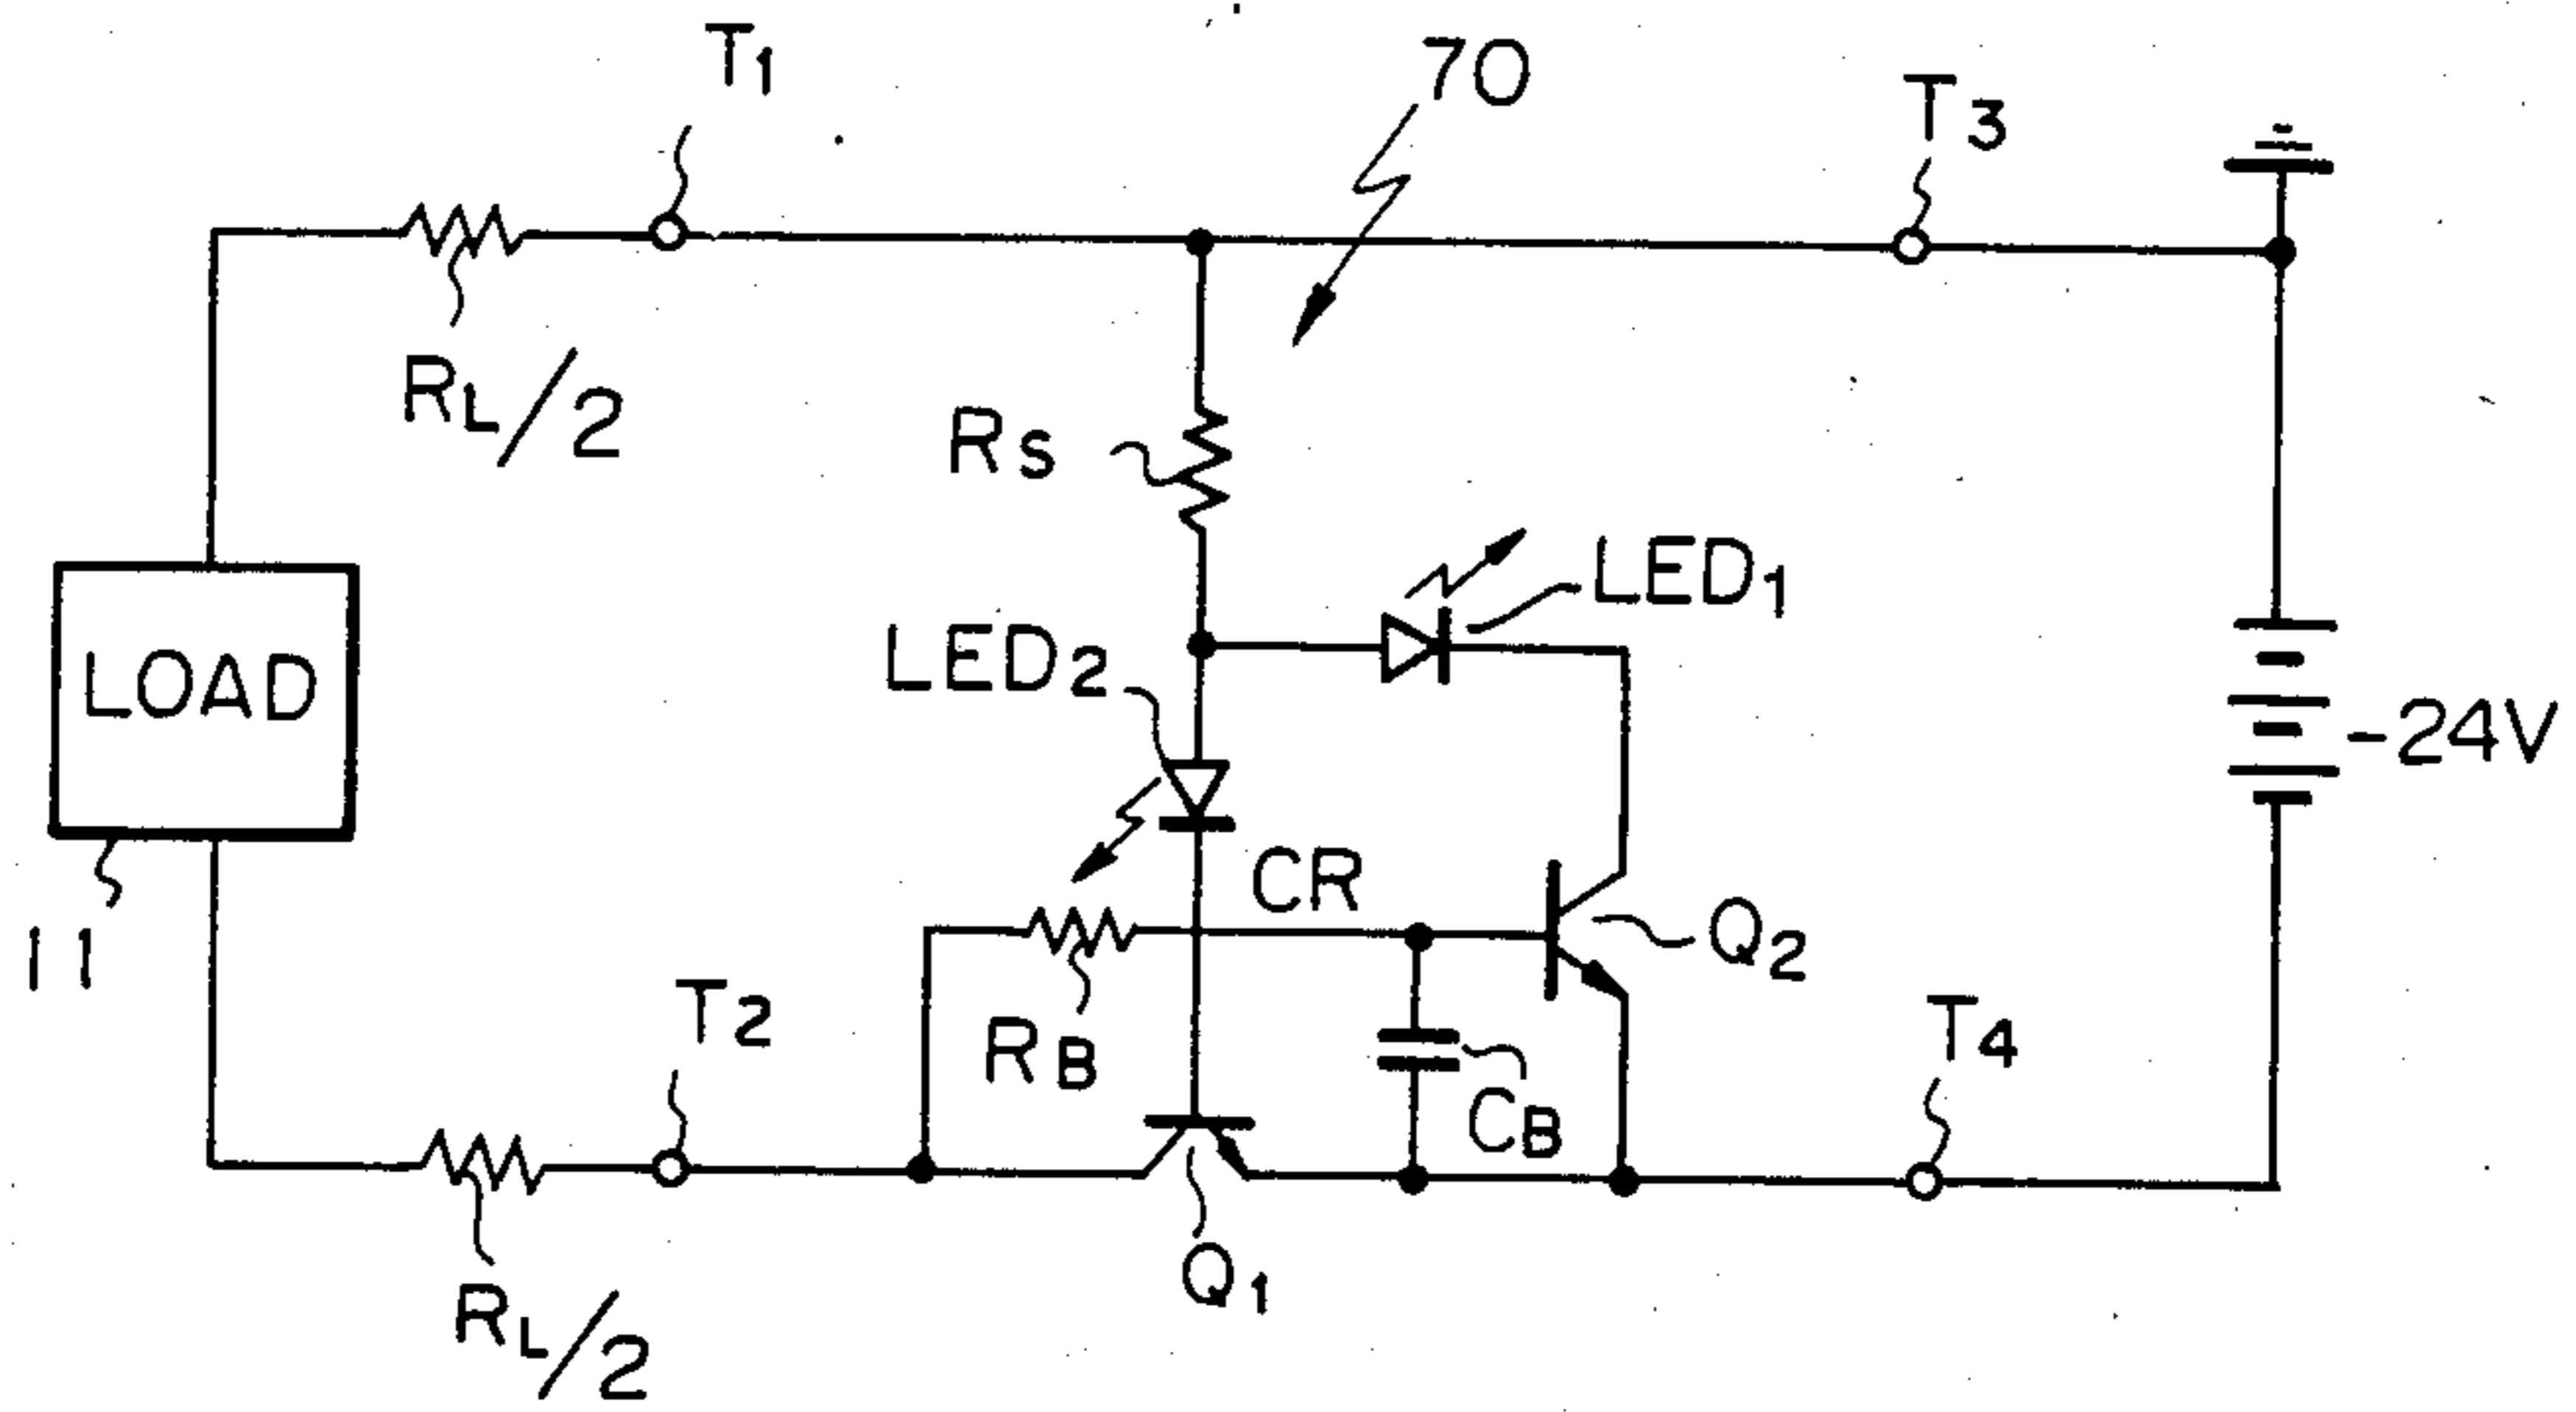 T1
70
T3
RL/2
RS
LED1
LED2
LOAD
-24V
CR
Q2
11
T2
RB
T4
CB
Q1
RL/2